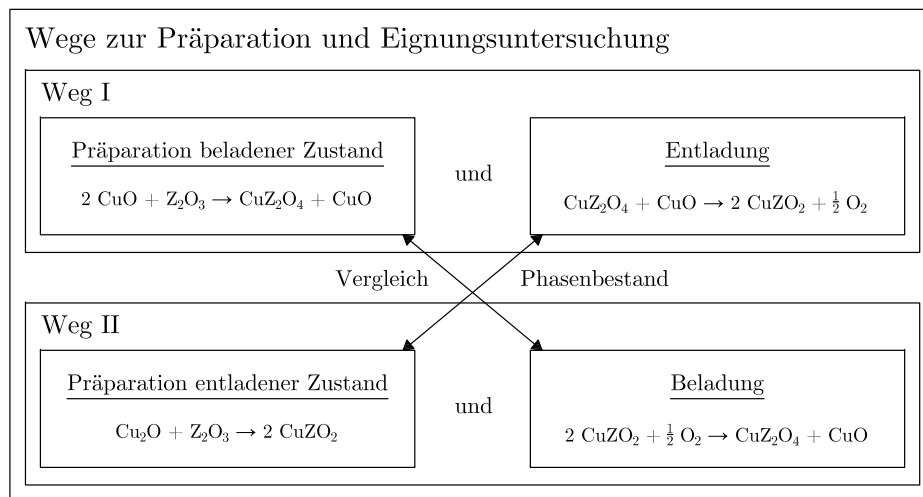 Wege zur Präparation und Eignungsuntersuchung
Weg I
Präparation beladener Zustand
2 CuO + Z₂O₃ → CuZ₂O₄ + CuO
und
Entladung
CuZ₂O₄ + CuO → 2 CuZO₂ + ½ O₂
Vergleich
Phasenbestand
Weg II
Präparation entladener Zustand
Cu₂O + Z₂O₃ → 2 CuZO₂
und
Beladung
2 CuZO₂ + ½ O₂ → CuZ₂O₄ + CuO